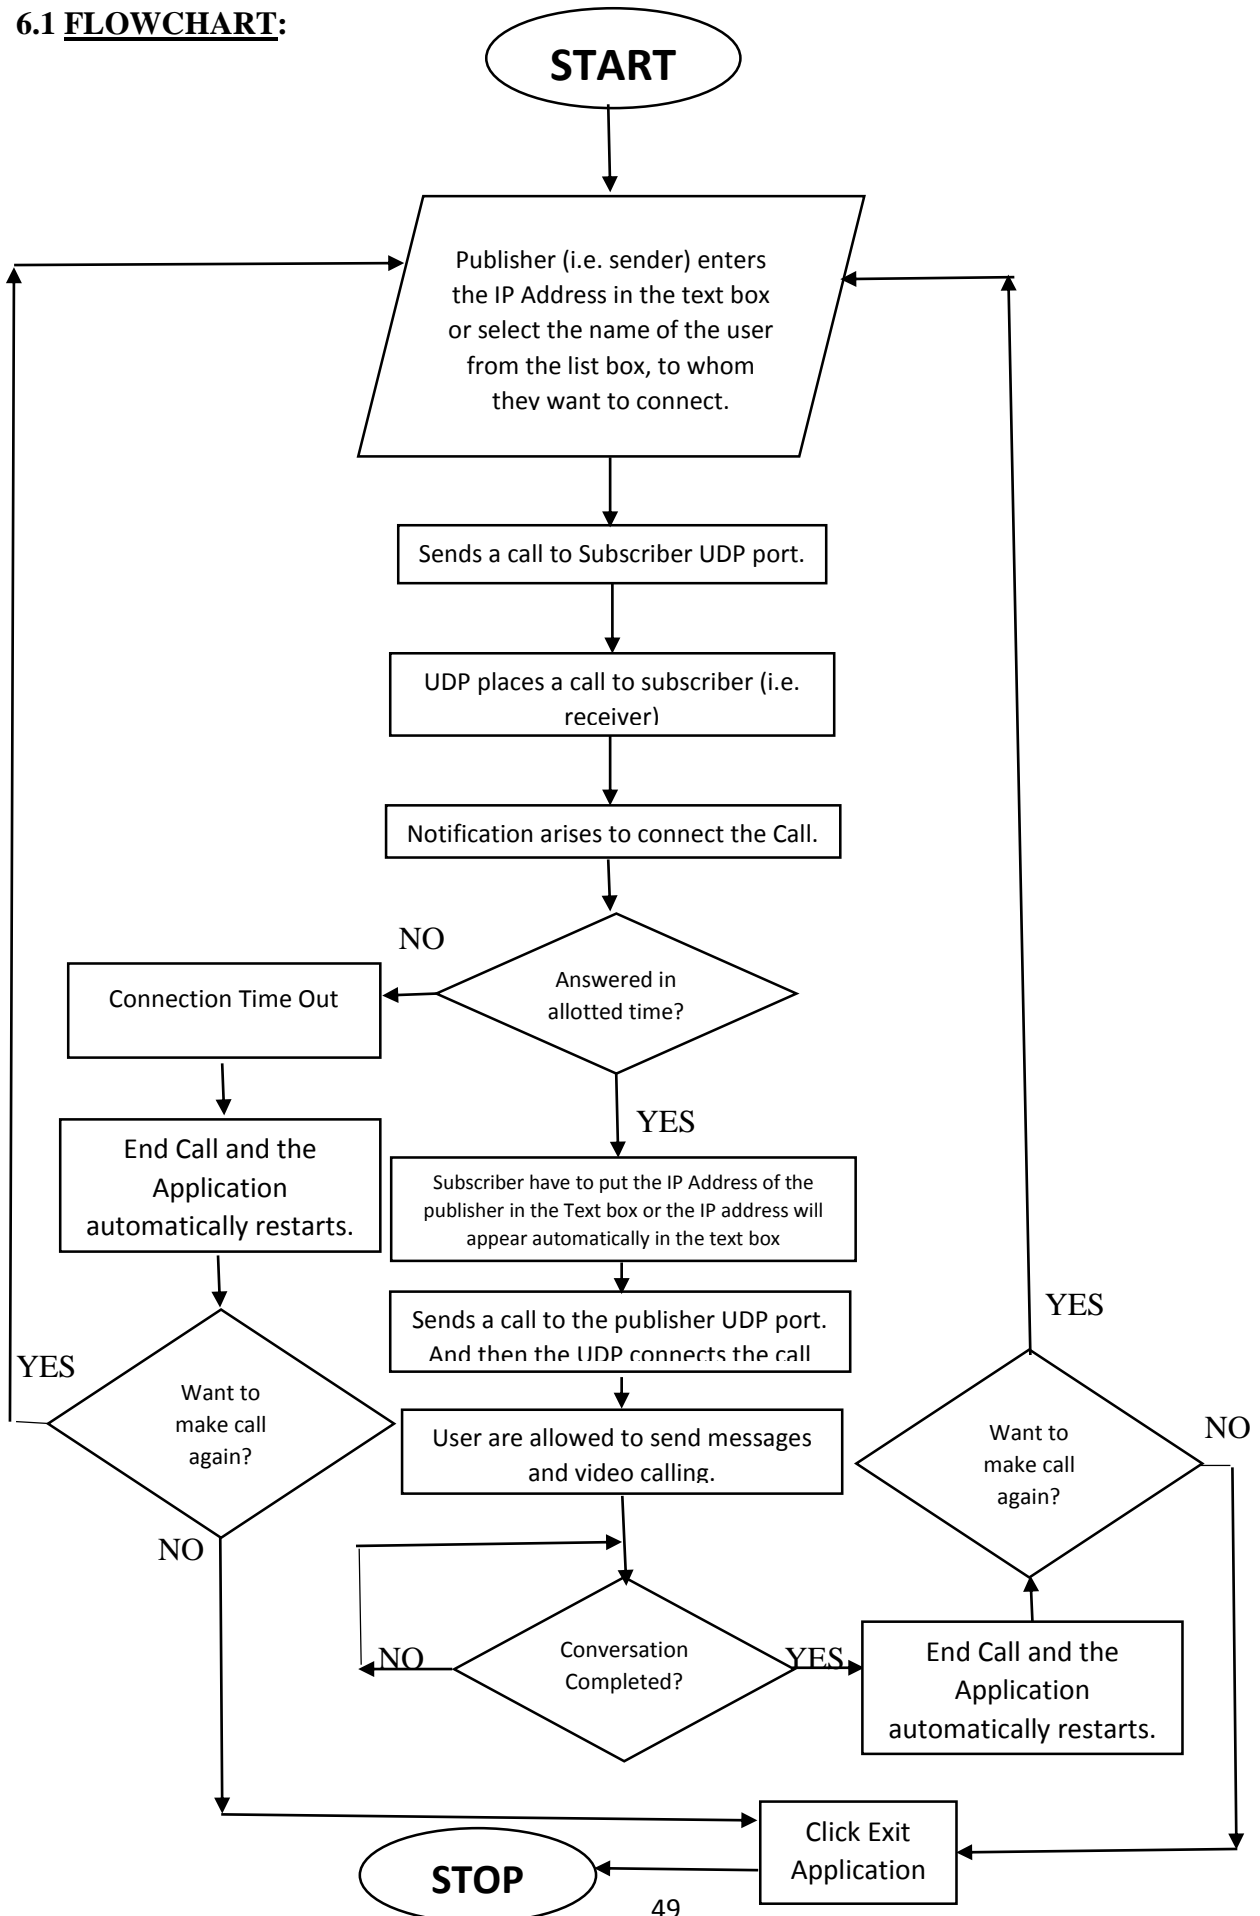 6.1 FLOWCHART:
START
Publisher (i.e. sender) enters
the IP Address in the text box
or select the name of the user
from the list box, to whom
they want to connect.
Sends a call to Subscriber UDP port.
UDP places a call to subscriber (i.e.
receiver)
Notification arises to connect the Call.
NO
Answered in
allotted time?
Connection Time Out
YES
End Call and the
Application
automatically restarts.
Subscriber have to put the IP Address of the
publisher in the Text box or the IP address will
appear automatically in the text box
Sends a call to the publisher UDP port.
And then the UDP connects the call
YES
YES
Want to
make call
again?
User are allowed to send messages
and video calling.
Want to
make call
again?
NO
NO
NO
Conversation
Completed?
YES
End Call and the
Application
automatically restarts.
Click Exit
Application
STOP
49